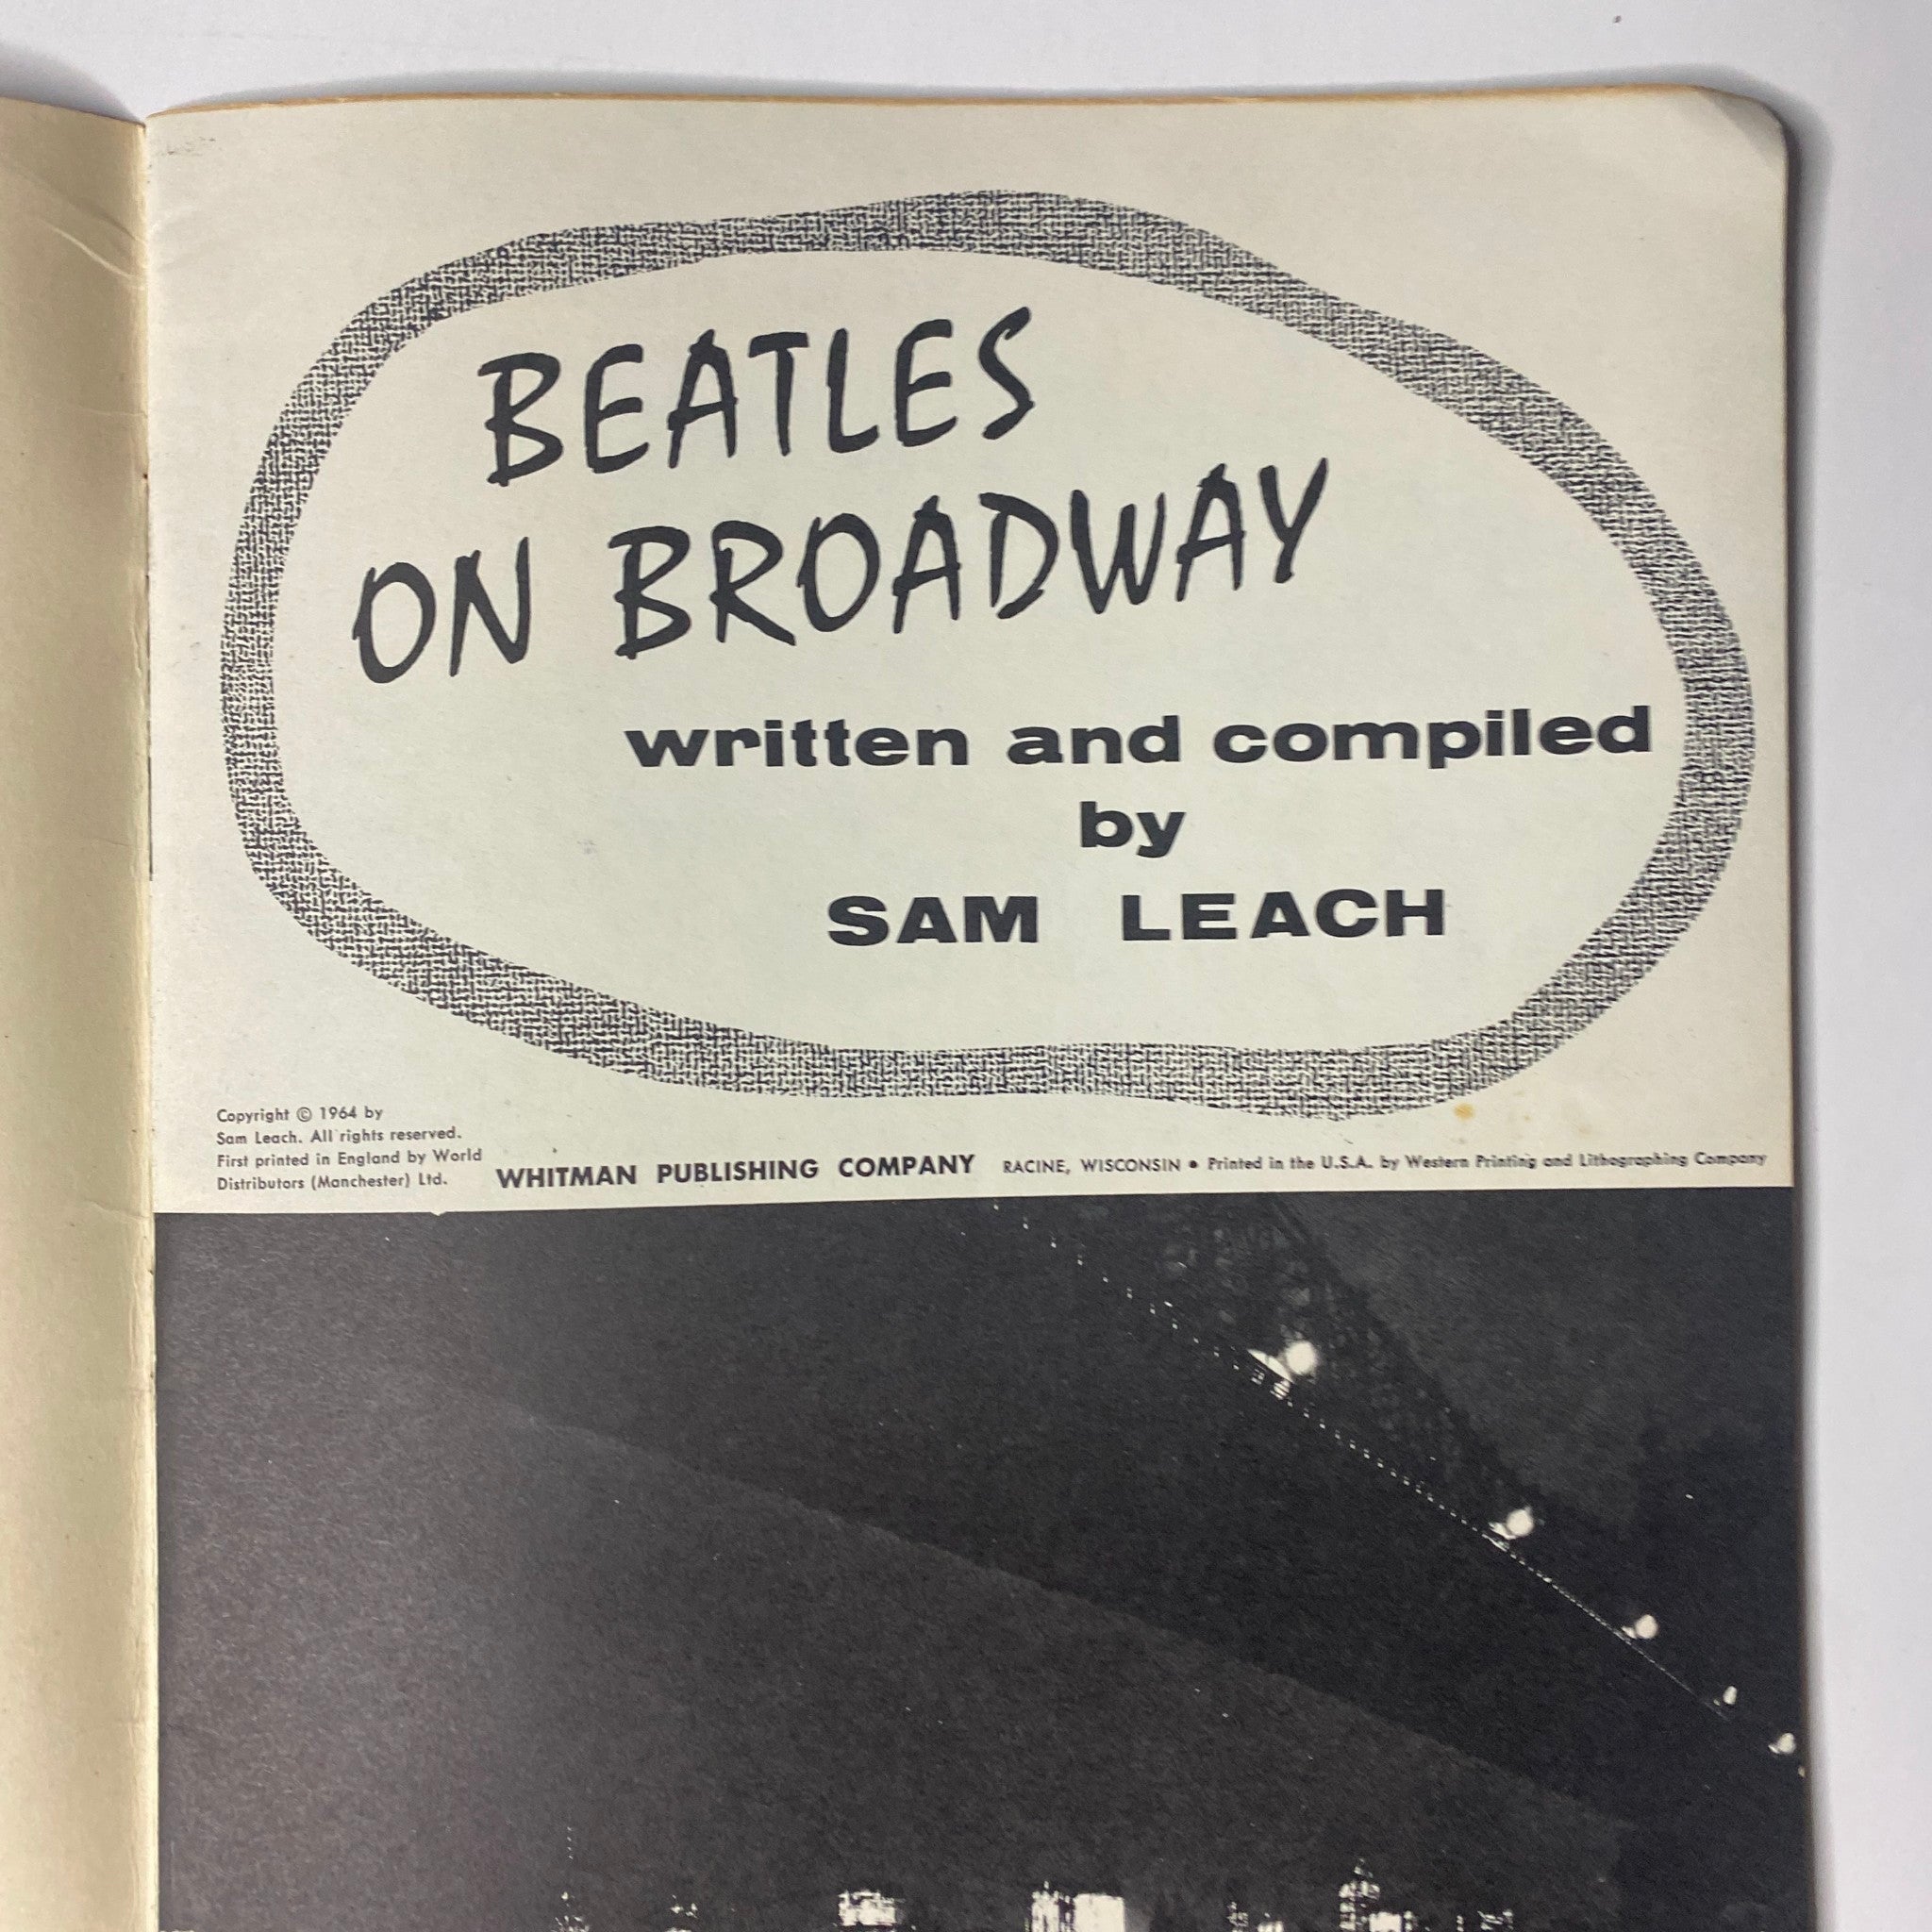 BEATLES
ON BROADWAY
written and compiled
by
SAM LEACH
Copyright © 1964 by
Sam Leach. All rights reserved.
First printed in England by World
Distributors (Manchester) Ltd.
WHITMAN PUBLISHING COMPANY RACINE, WISCONSIN • Printed in the U.S.A. by Western Printing and Lithographing Company